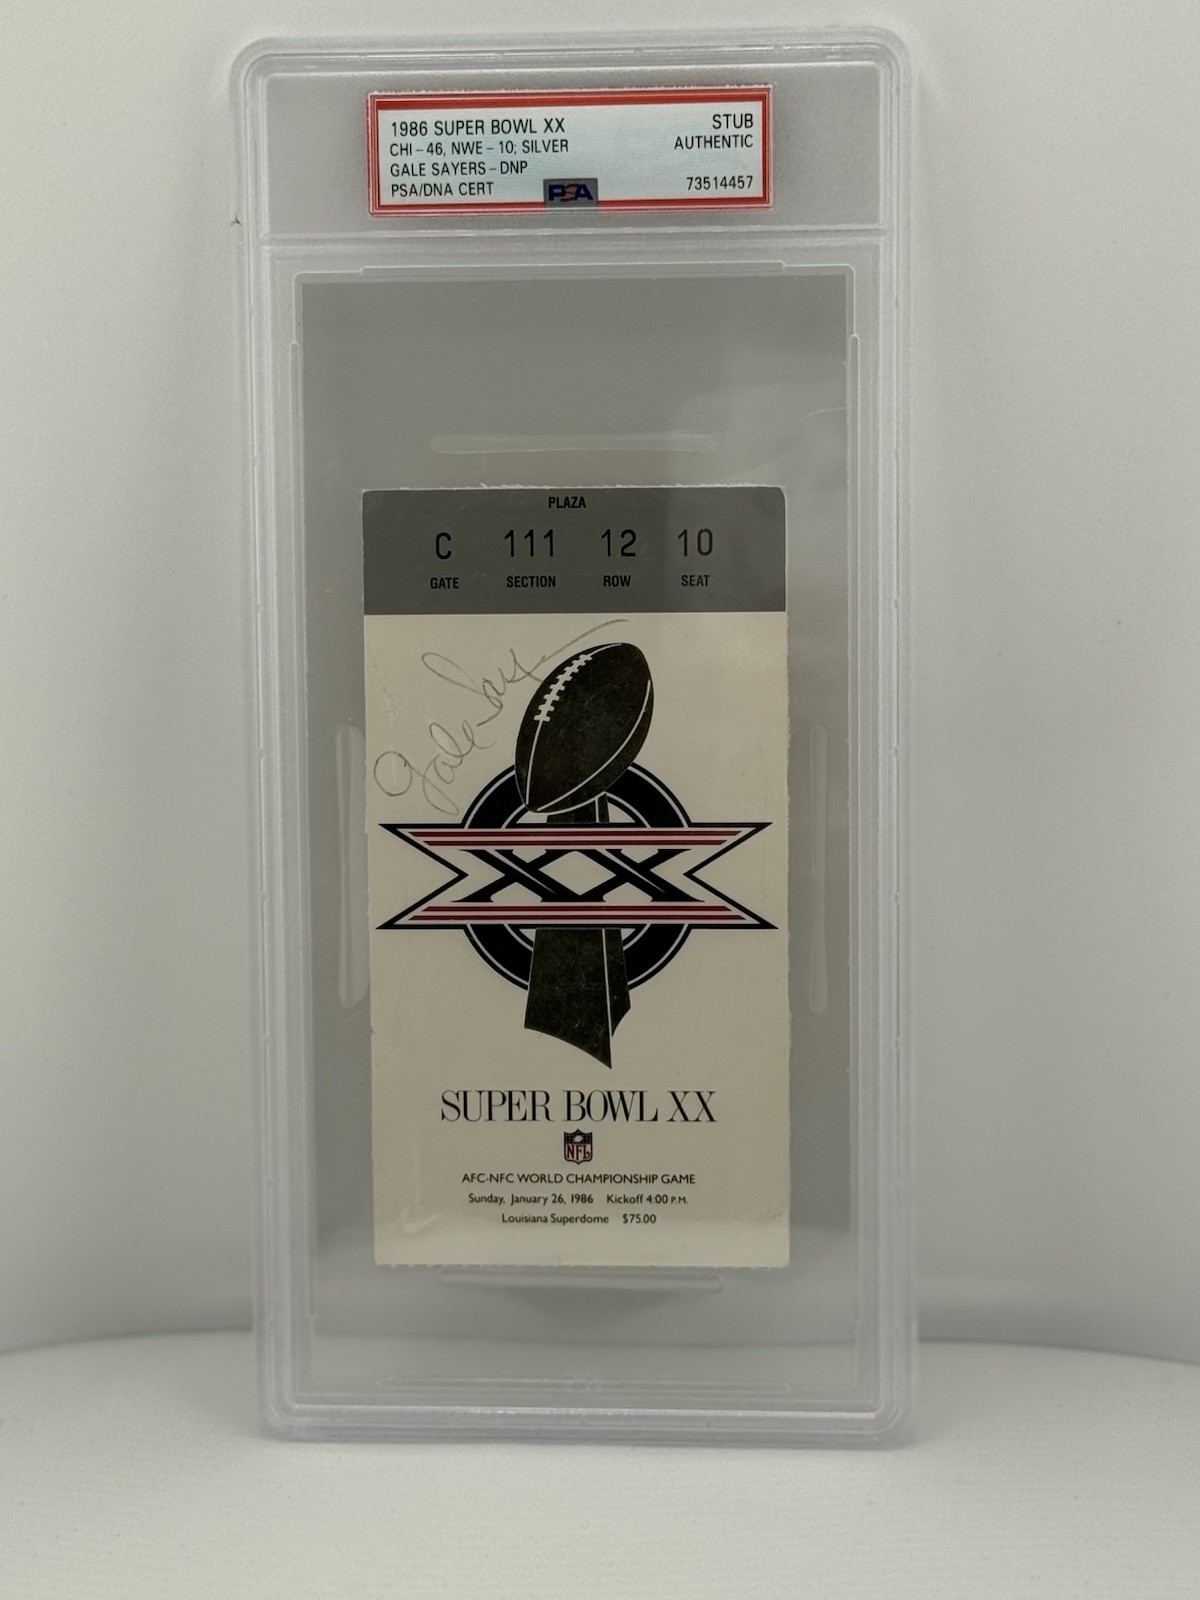 1986 SUPER BOWL XX STUB
CHI-46, NWE-10; SILVER AUTHENTIC
GALE SAYERS-DNP
PSA/DNA CERT PSA 73514457
PLAZA
C 111 12 10
GATE SECTION ROW SEAT
Gale Sayers
XX
SUPER BOWL XX
NFL
AFC-NFC WORLD CHAMPIONSHIP GAME
Sunday, January 26, 1986 Kickoff 4:00 P.M.
Louisiana Superdome $75.00